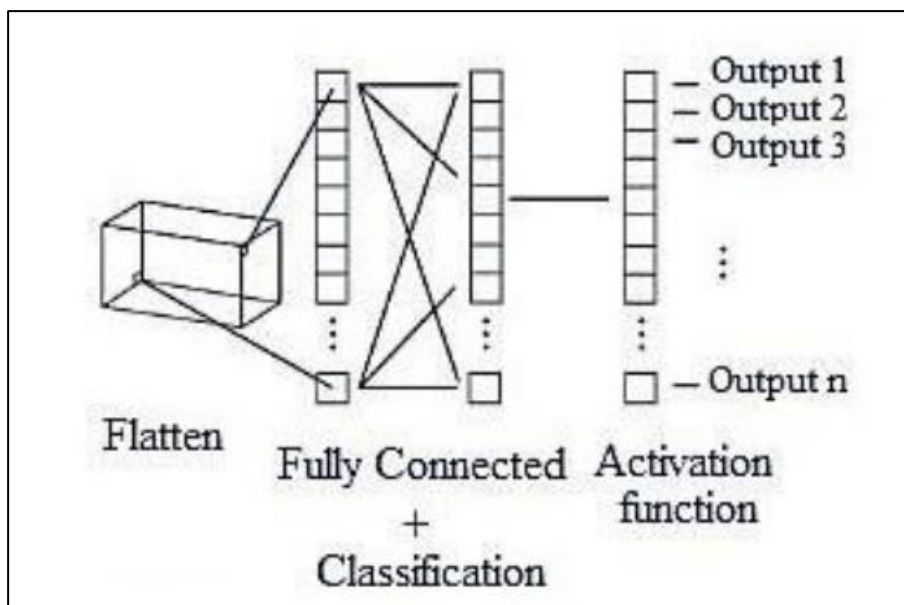 Output 1
Output 2
Output 3
Output n
Flatten
Fully Connected
+
Classification
Activation
function